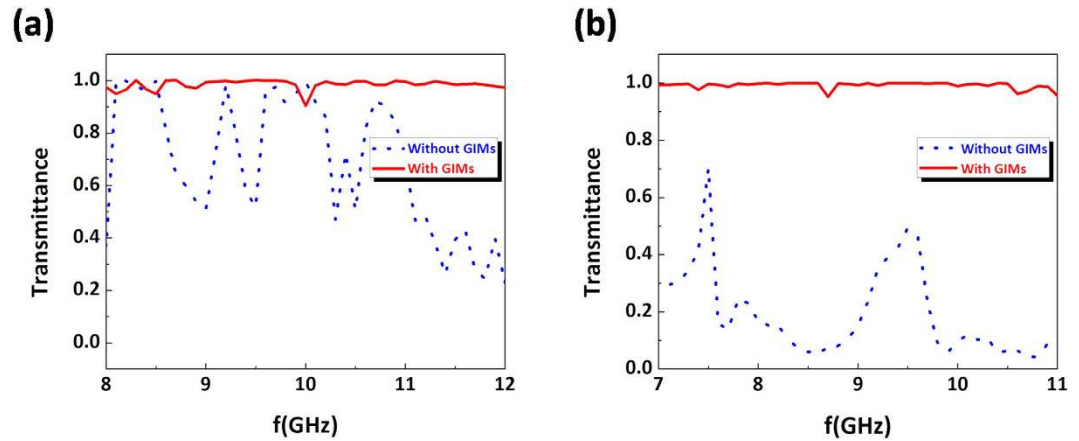 (a)
Transmittance
1.0
0.8
0.6
0.4
0.2
0.0
Without GIMs
With GIMs
8 9 10 11 12
f(GHz)
(b)
Transmittance
1.0
0.8
0.6
0.4
0.2
0.0
Without GIMs
With GIMs
7 8 9 10 11
f(GHz)